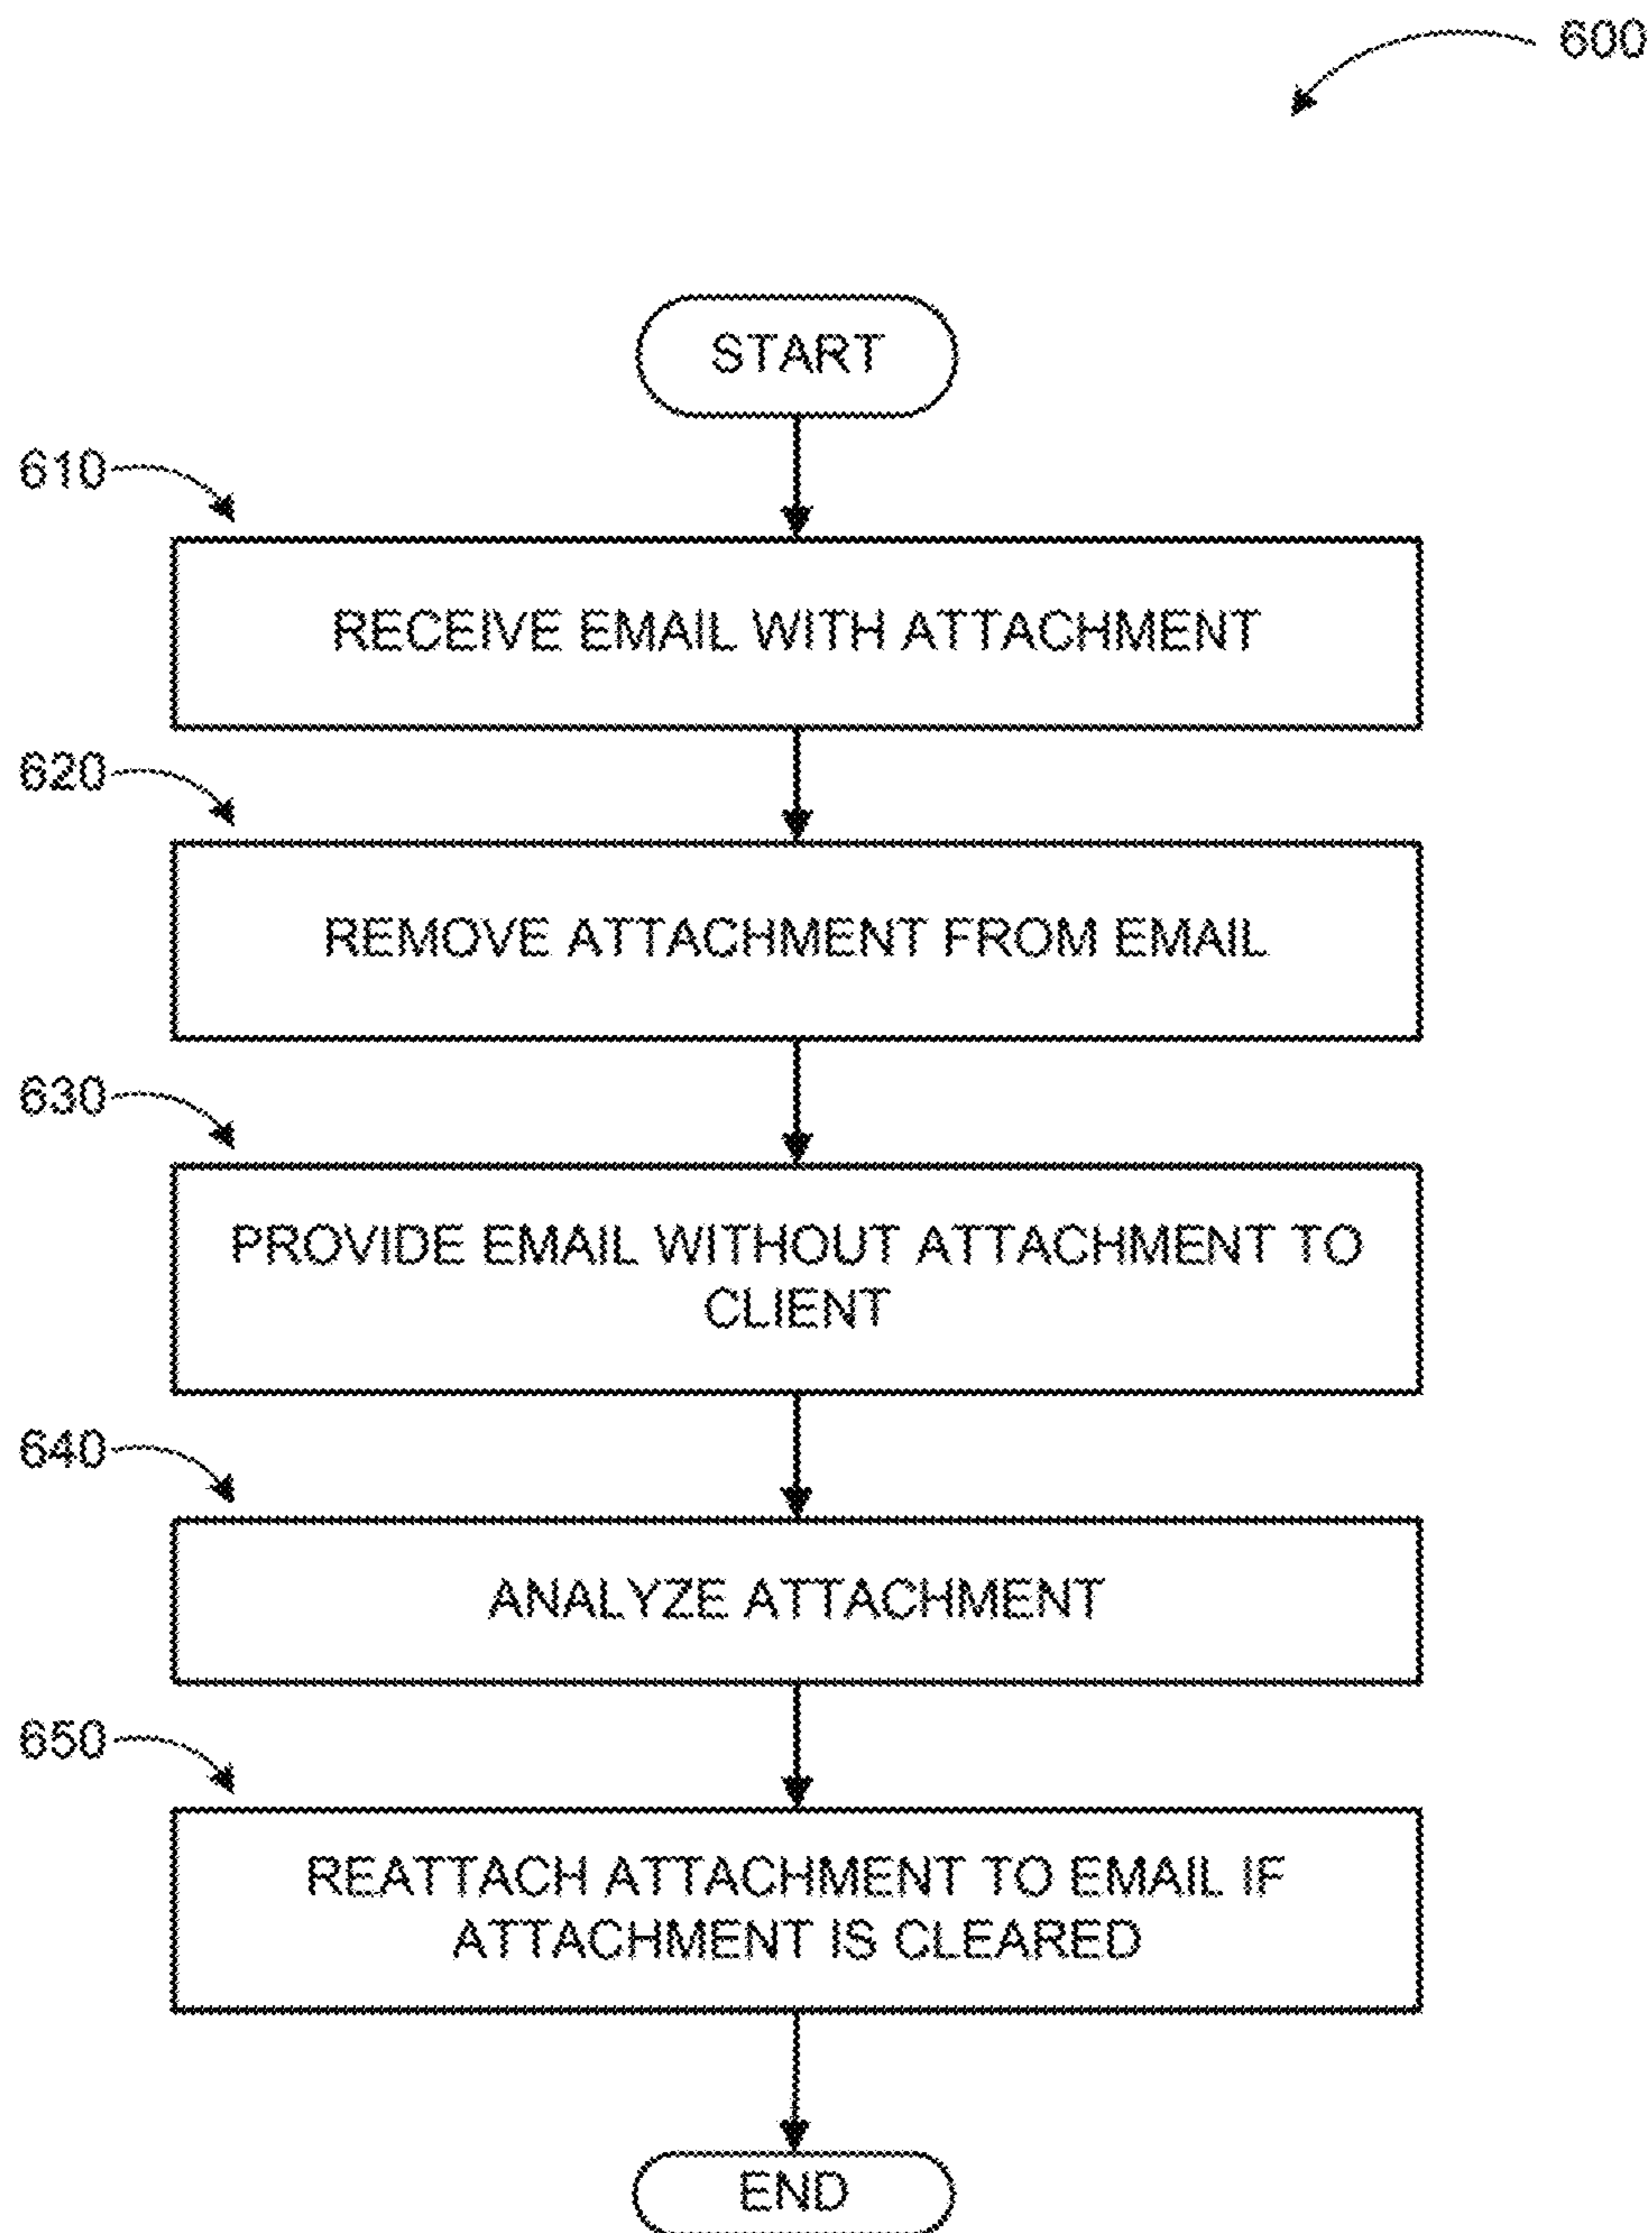 600
START
610
RECEIVE EMAIL WITH ATTACHMENT
620
REMOVE ATTACHMENT FROM EMAIL
630
PROVIDE EMAIL WITHOUT ATTACHMENT TO
CLIENT
640
ANALYZE ATTACHMENT
650
REATTACH ATTACHMENT TO EMAIL IF
ATTACHMENT IS CLEARED
END